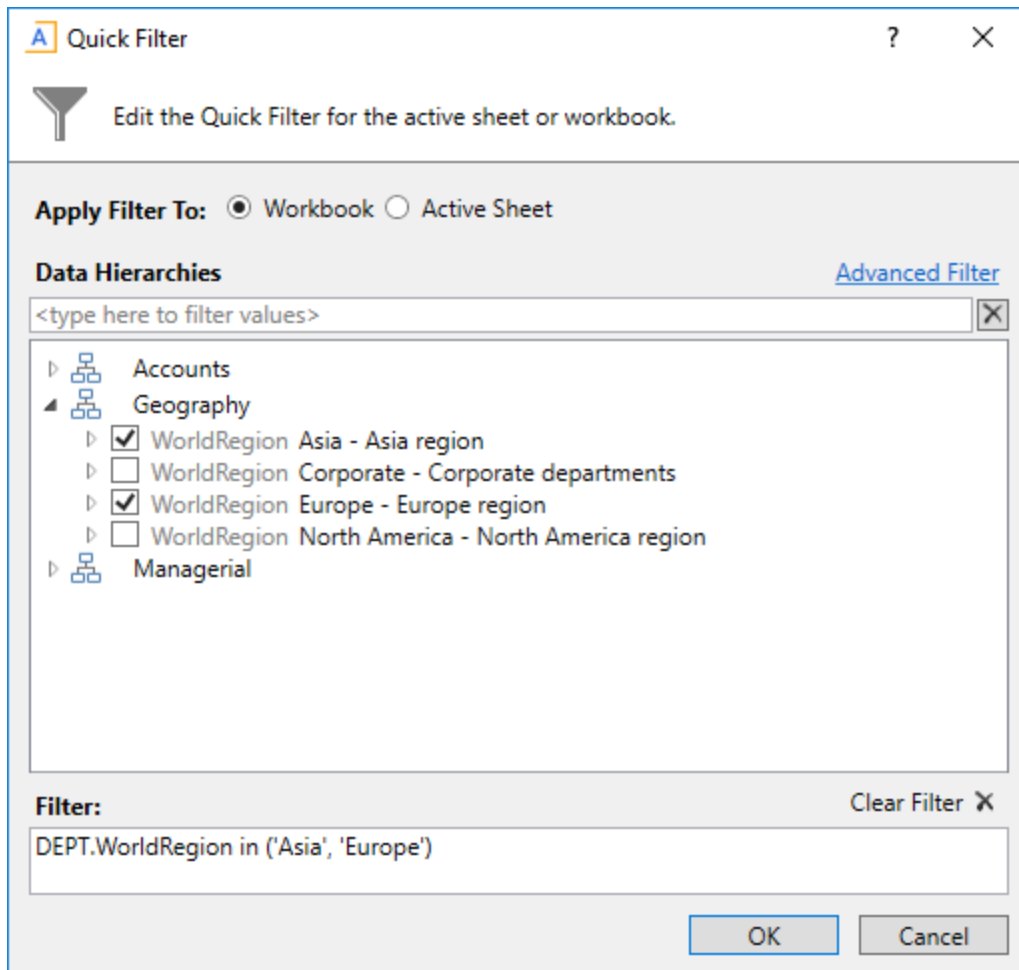 A Quick Filter ?
Edit the Quick Filter for the active sheet or workbook.
Apply Filter To: Workbook Active Sheet
Data Hierarchies Advanced Filter
<type here to filter values>
Accounts
Geography
WorldRegion Asia - Asia region
WorldRegion Corporate - Corporate departments
WorldRegion Europe - Europe region
WorldRegion North America - North America region
Managerial
Filter: Clear Filter
DEPT.WorldRegion in ('Asia', 'Europe')
OK Cancel